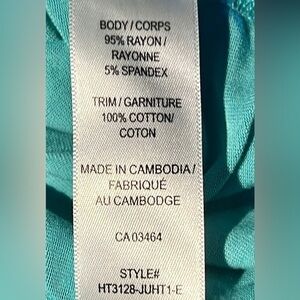 BODY/CORPS
95% RAYON/
RAYONNE
5% SPANDEX
TRIM/GARNITURE
100% COTTON/
COTON
MADE IN CAMBODIA/
FABRIQUÉ
AU CAMBODGE
CA 03464
STYLE#
HT3128-JUHT1-E